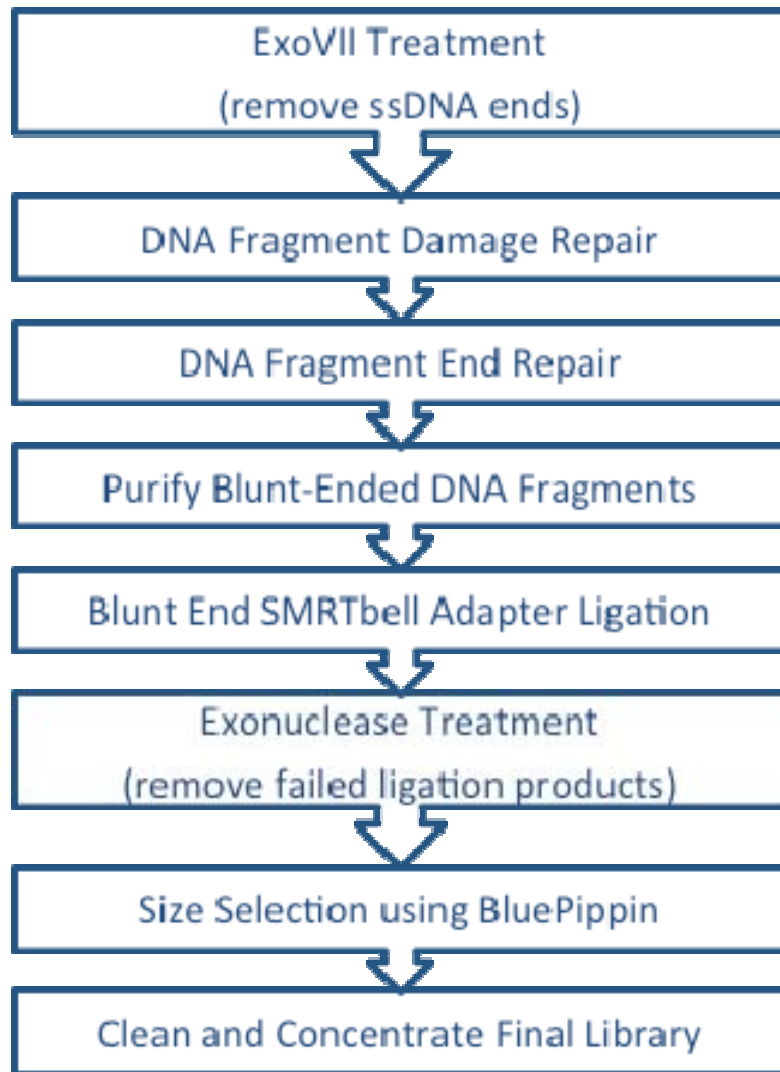 ExoVII Treatment
(remove ssDNA ends)
DNA Fragment Damage Repair
DNA Fragment End Repair
Purify Blunt-Ended DNA Fragments
Blunt End SMRTbell Adapter Ligation
Exonuclease Treatment
(remove failed ligation products)
Size Selection using BluePippin
Clean and Concentrate Final Library